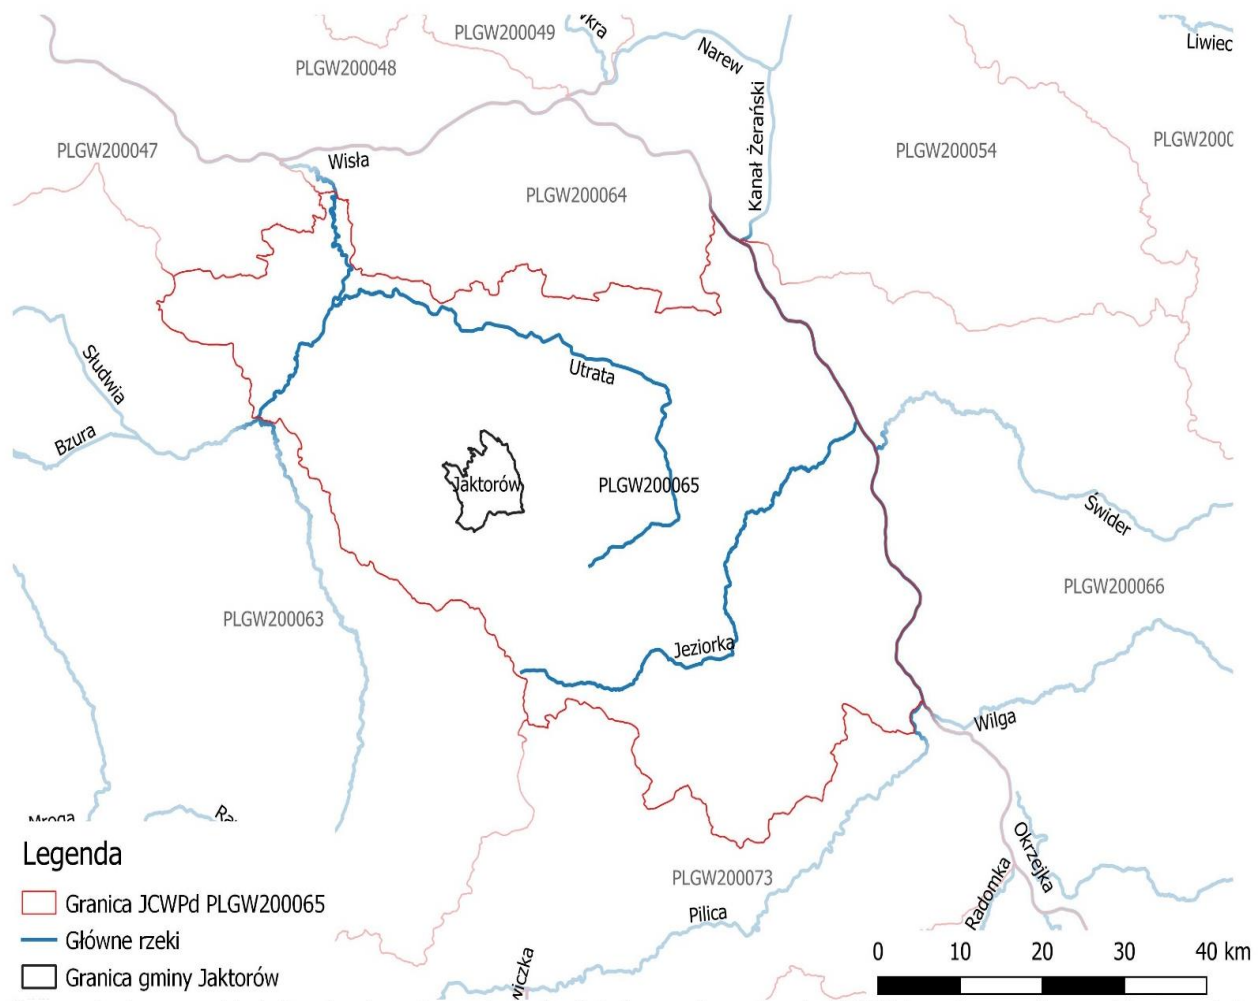 PLGW200049
Narew
Liwiec
PLGW200048
Kanał Żerański
PLGW200047
Wisła
PLGW200054
PLGW200064
Słudwia
Utrata
Bzura
Jaktorów
PLGW200065
Świder
PLGW200066
PLGW200063
Jeziorka
Wilga
Okrzejka
Radomka
PLGW200073
Pilica
Legenda
Granica JCWPd PLGW200065
Główne rzeki
Granica gminy Jaktorów
0 10 20 30 40 km